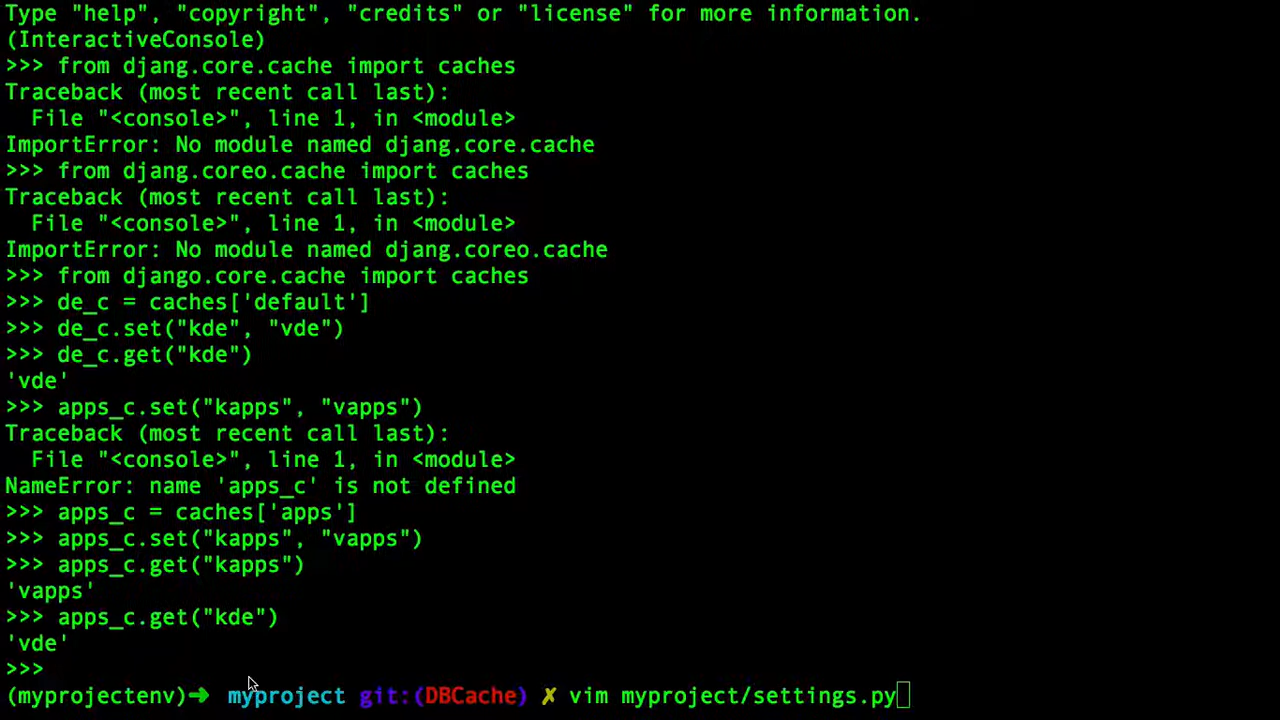 Type "help", "copyright", "credits" or "license" for more information.
(InteractiveConsole)
>>> from djang.core.cache import caches
Traceback (most recent call last):
  File "<console>", line 1, in <module>
ImportError: No module named djang.core.cache
>>> from djang.coreo.cache import caches
Traceback (most recent call last):
  File "<console>", line 1, in <module>
ImportError: No module named djang.coreo.cache
>>> from django.core.cache import caches
>>> de_c = caches['default']
>>> de_c.set("kde", "vde")
>>> de_c.get("kde")
'vde'
>>> apps_c.set("kapps", "vapps")
Traceback (most recent call last):
  File "<console>", line 1, in <module>
NameError: name 'apps_c' is not defined
>>> apps_c = caches['apps']
>>> apps_c.set("kapps", "vapps")
>>> apps_c.get("kapps")
'vapps'
>>> apps_c.get("kde")
'vde'
>>>
(myprojectenv)➜  myproject git:(DBCache) ✗ vim myproject/settings.py